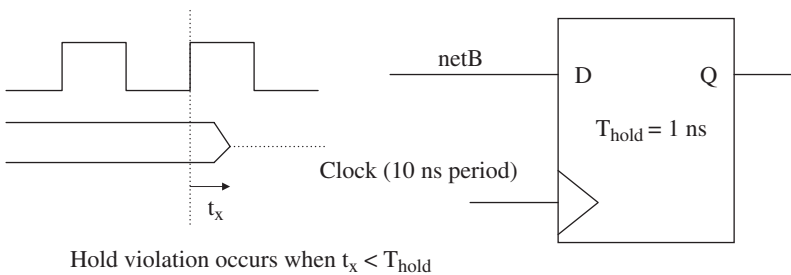 netB
D
Q
T_hold = 1 ns
Clock (10 ns period)
t_x
Hold violation occurs when t_x < T_hold